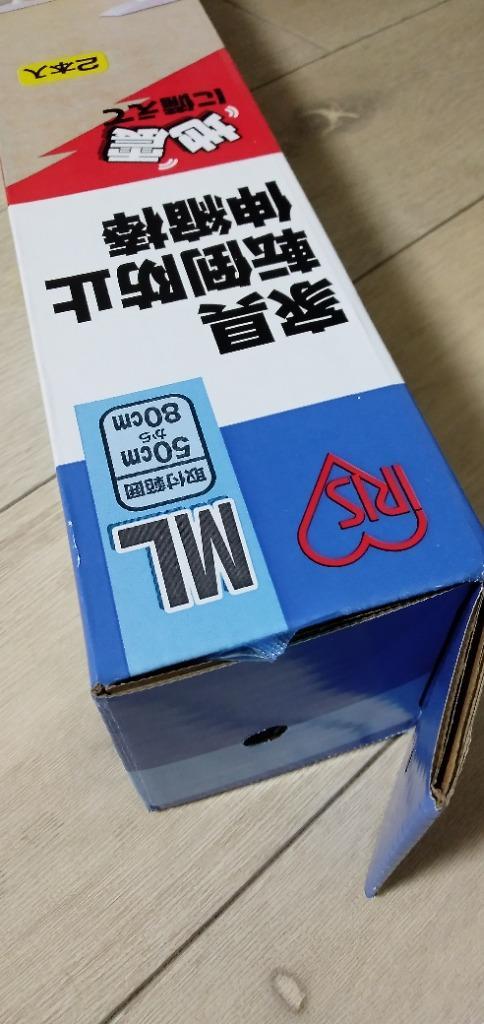 IRIS
ML
取付範囲
50cm
から
80cm
家具
転倒防止
伸縮棒
地震
に備えて
2本入